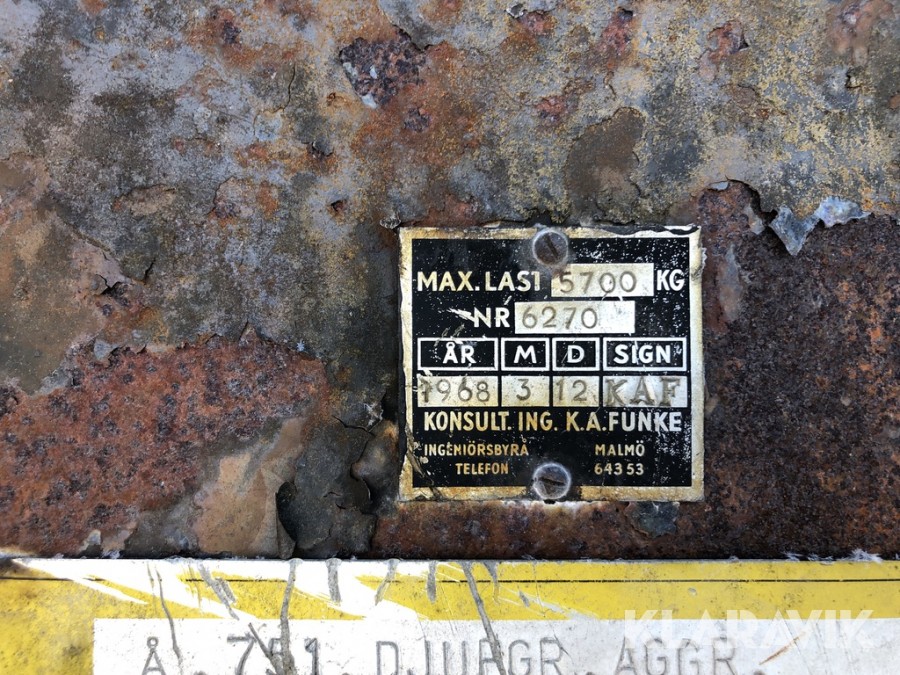 MAX. LAST 5700 KG
NR 6270
ÅR M D SIGN
1968 3 12 KAF
KONSULT. ING. K.A. FUNKE
INGENIÖRSBYRÅ MALMÖ
TELEFON 643 53
Å. 751 DJUPGR. AGGR.
KLARAVIK